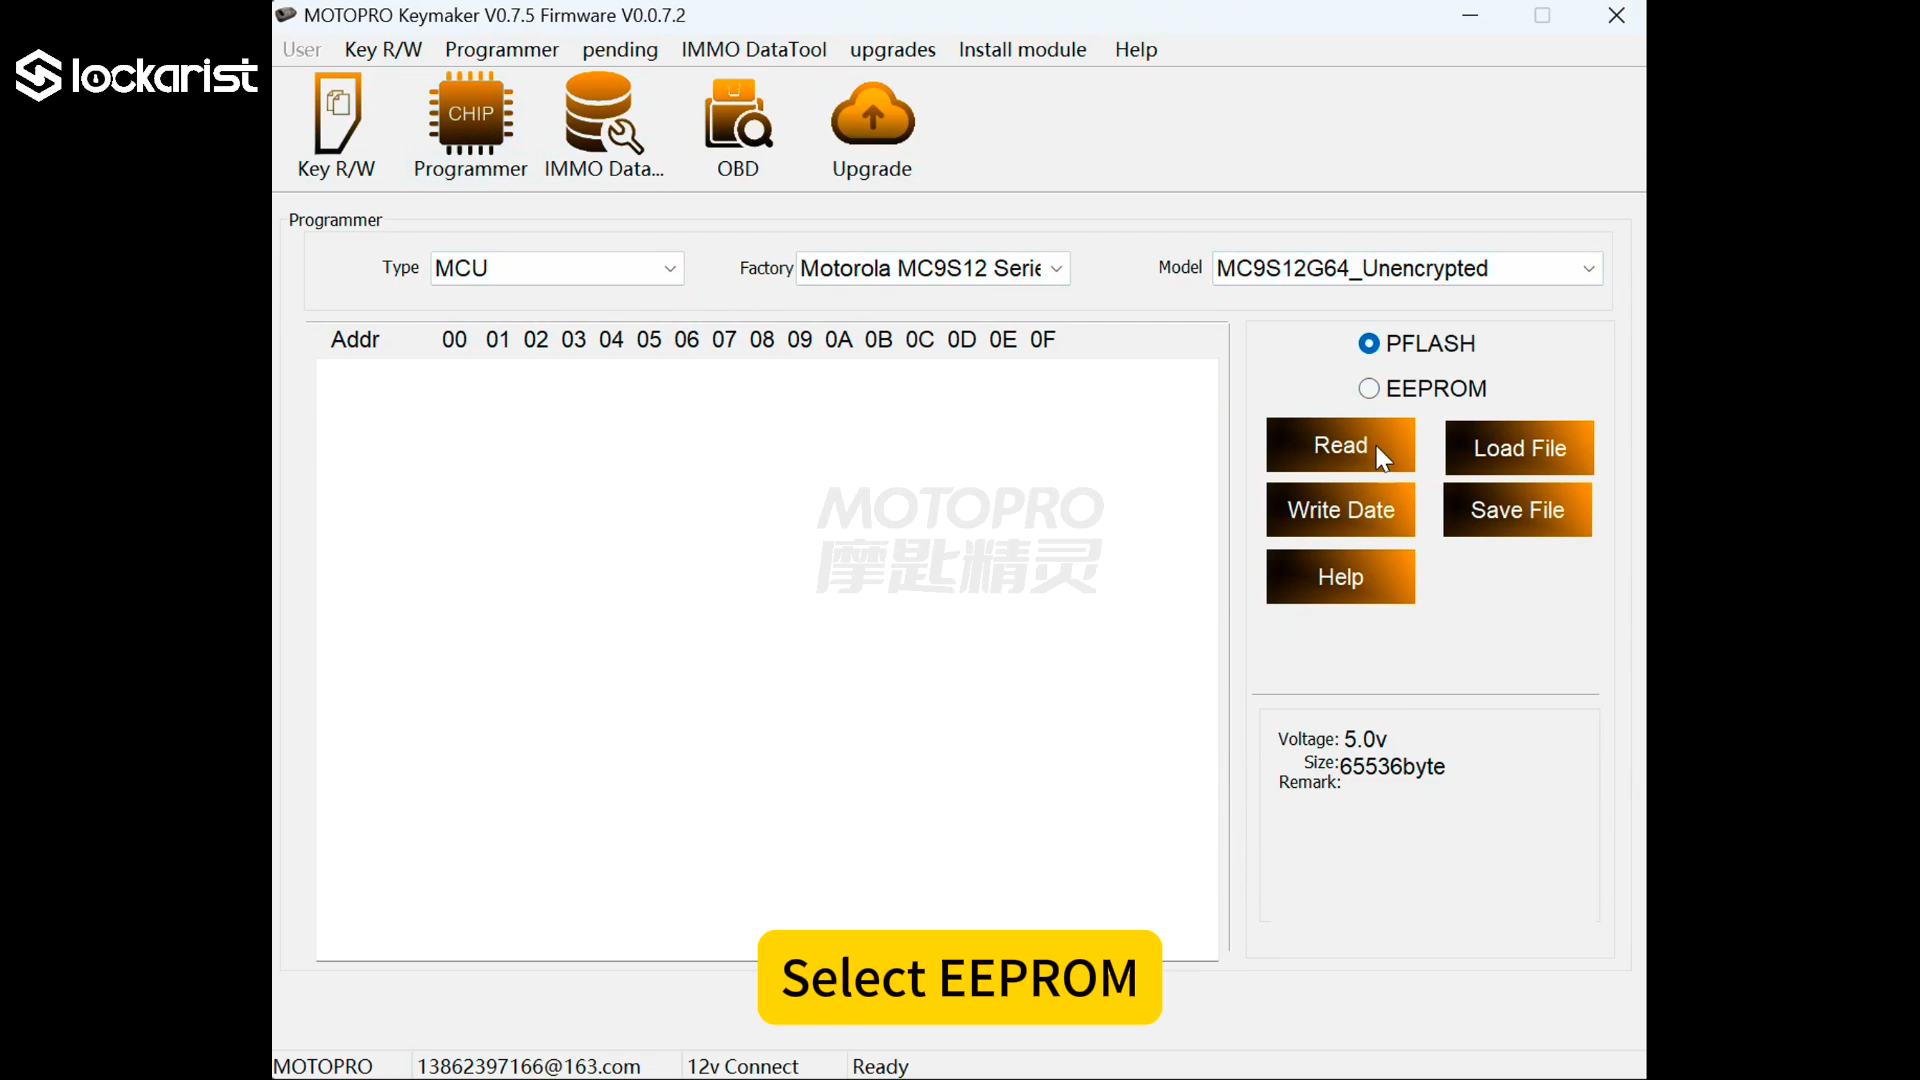 MOTOPRO Keymaker V0.7.5 Firmware V0.0.7.2
lockarist
User Key R/W Programmer pending IMMO DataTool upgrades Install module Help
CHIP
Key R/W Programmer IMMO Data... OBD Upgrade
Programmer
Type MCU Factory Motorola MC9S12 Serie Model MC9S12G64_Unencrypted
Addr 00 01 02 03 04 05 06 07 08 09 0A 0B 0C 0D 0E 0F
PFLASH
EEPROM
Read Load File
Write Date Save File
Help
MOTOPRO
摩匙精灵
Voltage: 5.0v
Size: 65536byte
Remark:
Select EEPROM
MOTOPRO 13862397166@163.com 12v Connect Ready